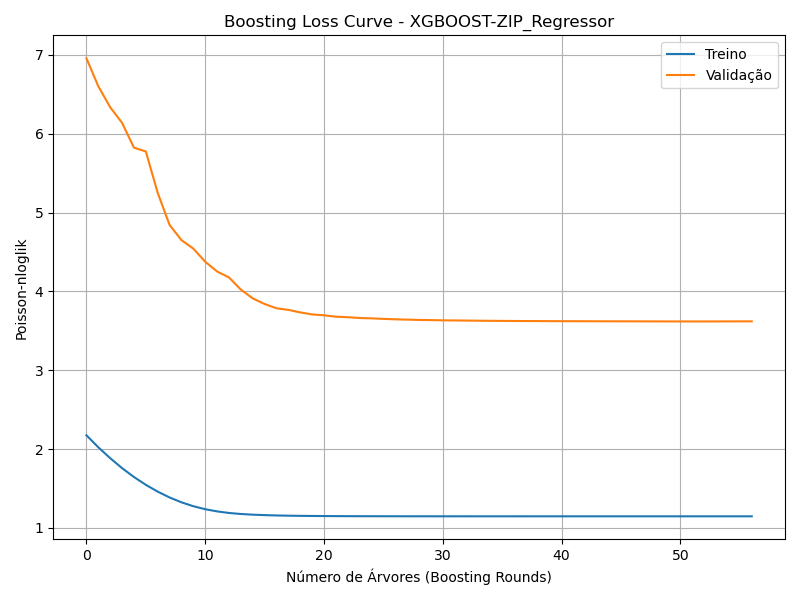 Boosting Loss Curve - XGBOOST-ZIP_Regressor
Treino
Validação
Poisson-nloglik
7
6
5
4
3
2
1
0
10
20
30
40
50
Número de Árvores (Boosting Rounds)